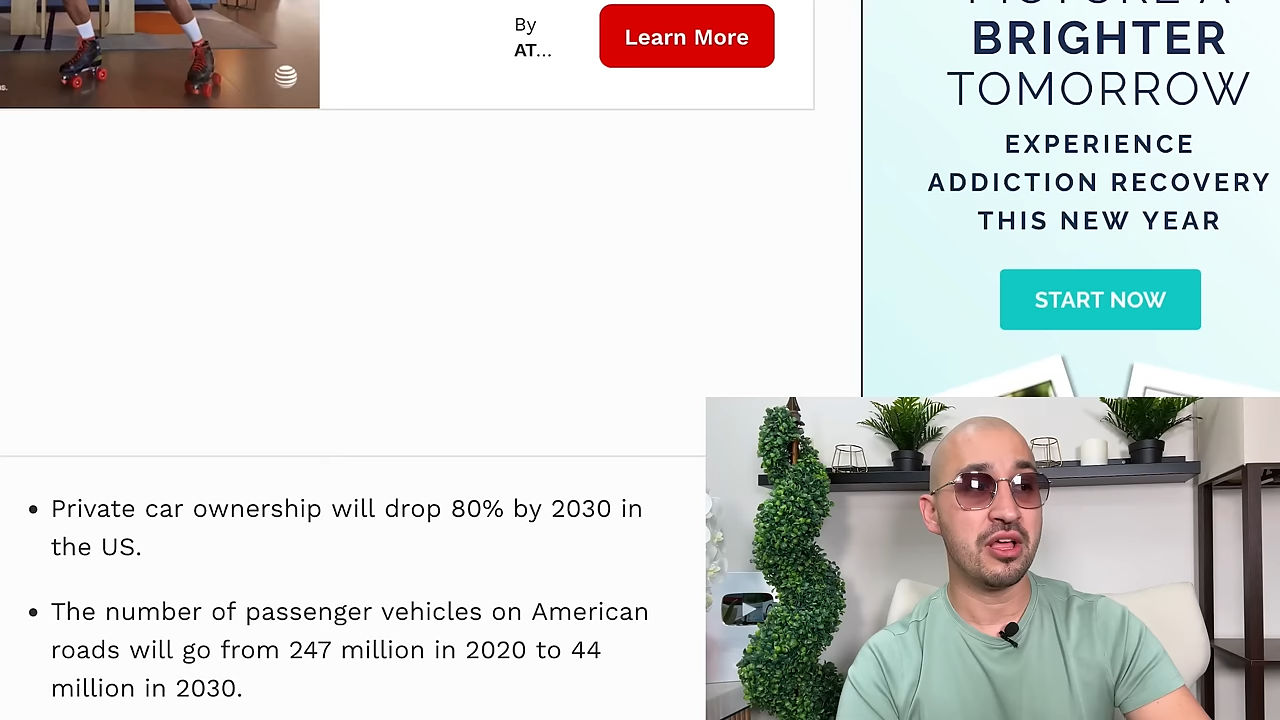 By
AT...
Learn More
BRIGHTER
TOMORROW
EXPERIENCE
ADDICTION RECOVERY
THIS NEW YEAR
START NOW
Private car ownership will drop 80% by 2030 in
the US.
The number of passenger vehicles on American
roads will go from 247 million in 2020 to 44
million in 2030.